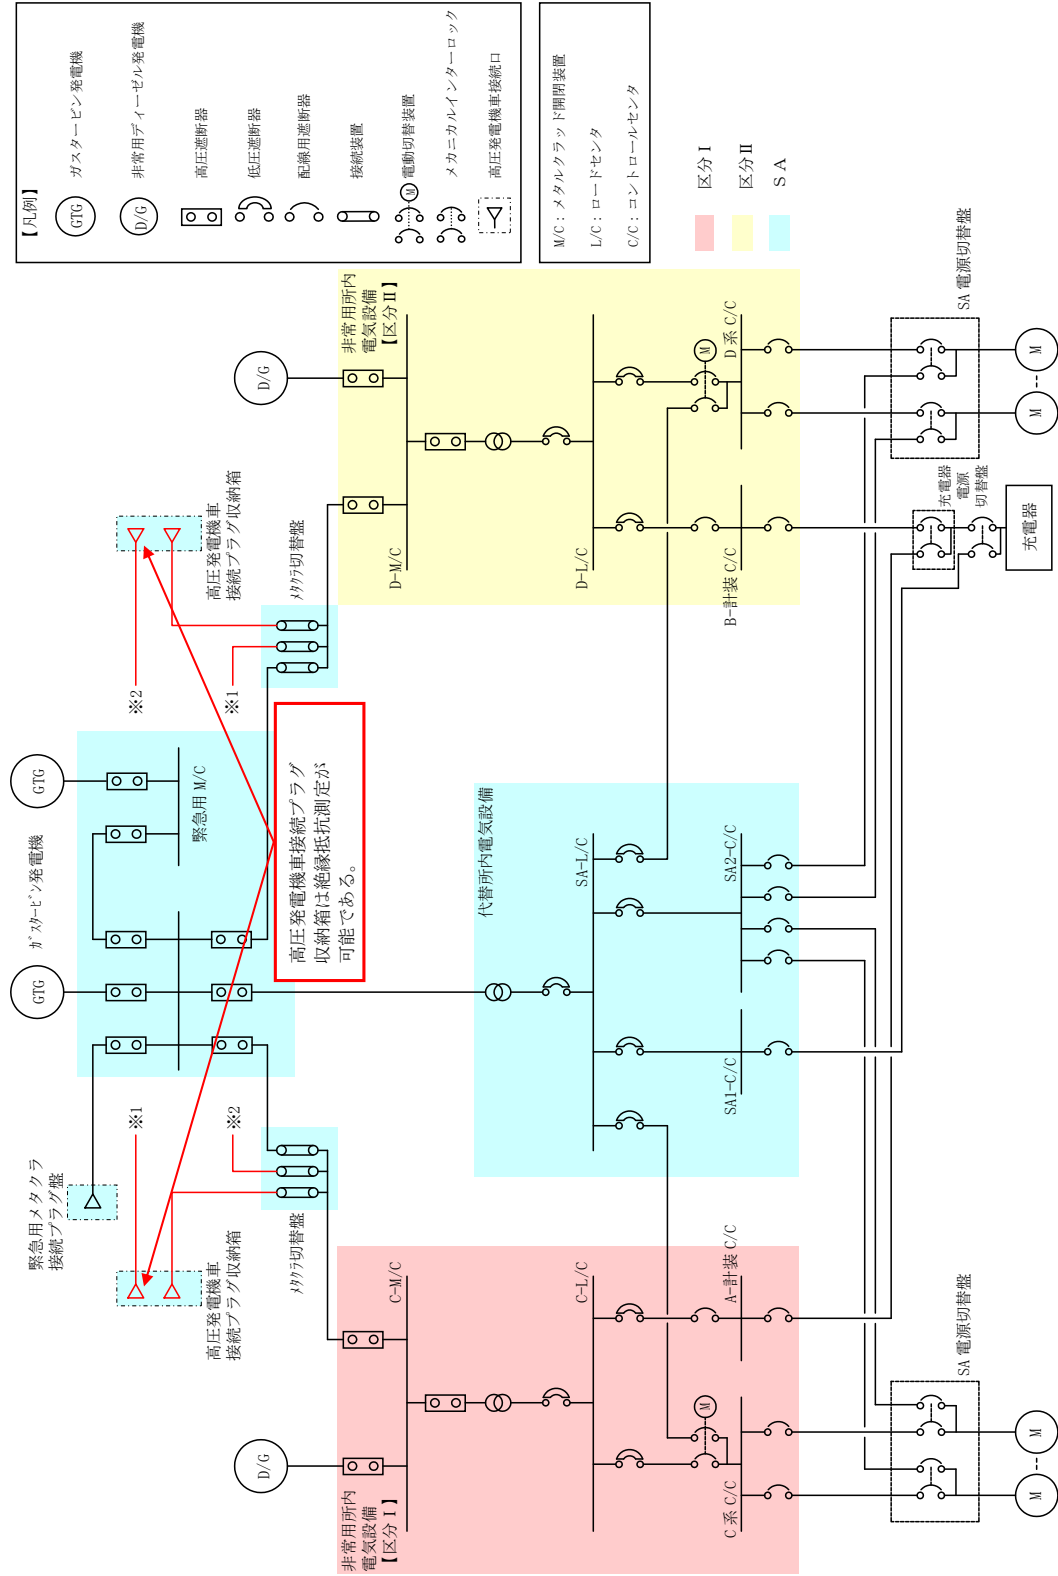 【凡例】
GTG
ガスタービン発電機
D/G
非常用ディーゼル発電機
高圧遮断器
低圧遮断器
配線用遮断器
接続装置
M
電動切替装置
メカニカルインターロック
高圧発電機車接続口
M/C：メタルクラッド開閉装置
L/C：ロードセンタ
C/C：コントロールセンタ
区分Ⅰ
区分Ⅱ
SA
緊急用メタクラ
接続プラグ盤
GTG
ｶﾞｽﾀｰﾋﾞﾝ発電機
GTG
緊急用 M/C
※1
※2
高圧発電機車
接続プラグ収納箱
ﾒﾀｸﾗ切替盤
※2
※1
高圧発電機車
接続プラグ収納箱
ﾒﾀｸﾗ切替盤
高圧発電機車接続プラグ
収納箱は絶縁抵抗測定が
可能である。
D/G
非常用所内
電気設備
【区分Ⅰ】
C-M/C
C-L/C
M
C系 C/C
A-計装 C/C
代替所内電気設備
SA-L/C
SA1-C/C
SA2-C/C
D/G
非常用所内
電気設備
【区分Ⅱ】
D-M/C
D-L/C
M
B-計装 C/C
D系 C/C
SA 電源切替盤
M
M
充電器
電源
切替盤
充電器
SA 電源切替盤
M
M